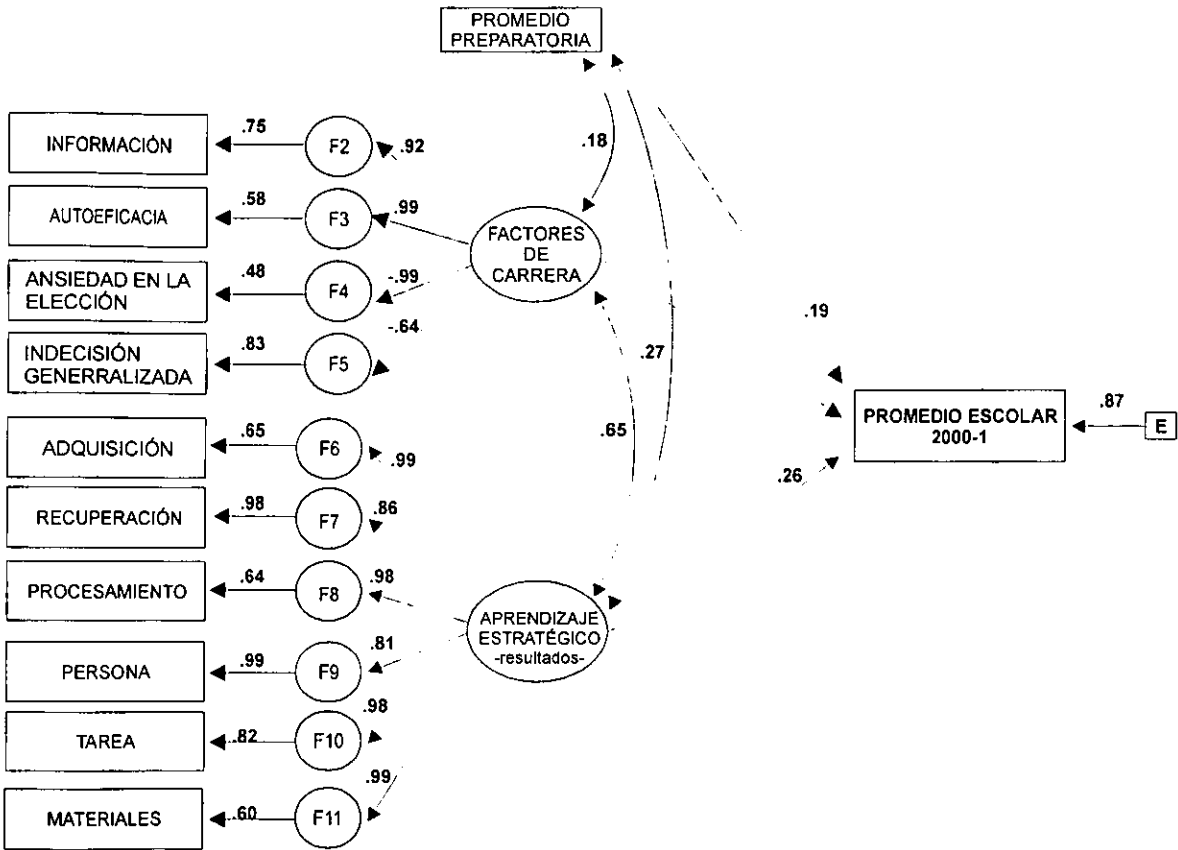 PROMEDIO
PREPARATORIA
INFORMACIÓN
.75
F2
.92
.18
AUTOEFICACIA
.58
F3
.99
FACTORES
DE
CARRERA
ANSIEDAD EN LA
ELECCIÓN
.48
F4
-.99
-.64
.19
INDECISIÓN
GENERRALIZADA
.83
F5
.27
PROMEDIO ESCOLAR
2000-1
.87
E
ADQUISICIÓN
.65
F6
.99
.65
.26
RECUPERACIÓN
.98
F7
.86
PROCESAMIENTO
.64
F8
.98
APRENDIZAJE
ESTRATÉGICO
-resultados-
PERSONA
.99
F9
.81
TAREA
.82
F10
.98
MATERIALES
.60
F11
.99